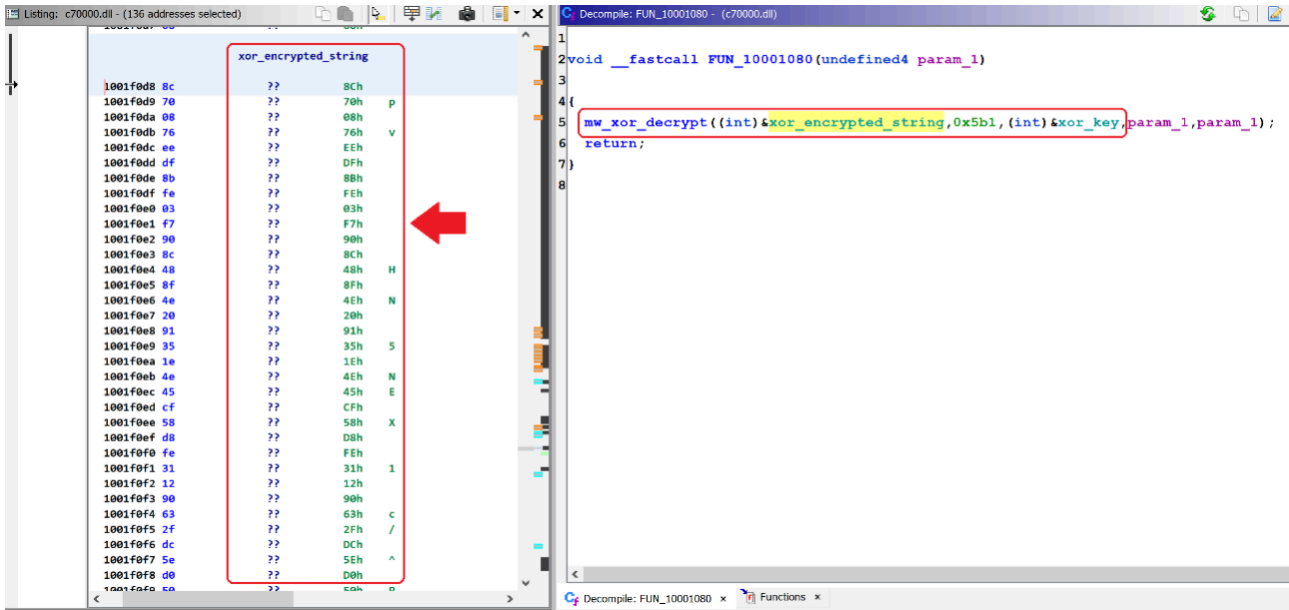 Listing: c70000.dll - (136 addresses selected)
xor_encrypted_string
1001f0d8 8c ?? 8Ch
1001f0d9 70 ?? 70h p
1001f0da 08 ?? 08h
1001f0db 76 ?? 76h v
1001f0dc ee ?? EEh
1001f0dd df ?? DFh
1001f0de 8b ?? 8Bh
1001f0df fe ?? FEh
1001f0e0 03 ?? 03h
1001f0e1 f7 ?? F7h
1001f0e2 90 ?? 90h
1001f0e3 8c ?? 8Ch
1001f0e4 48 ?? 48h H
1001f0e5 8f ?? 8Fh
1001f0e6 4e ?? 4Eh N
1001f0e7 20 ?? 20h
1001f0e8 91 ?? 91h
1001f0e9 35 ?? 35h 5
1001f0ea 1e ?? 1Eh
1001f0eb 4e ?? 4Eh N
1001f0ec 45 ?? 45h E
1001f0ed cf ?? CFh
1001f0ee 58 ?? 58h X
1001f0ef d8 ?? D8h
1001f0f0 fe ?? FEh
1001f0f1 31 ?? 31h 1
1001f0f2 12 ?? 12h
1001f0f3 90 ?? 90h
1001f0f4 63 ?? 63h c
1001f0f5 2f ?? 2Fh /
1001f0f6 dc ?? DCh
1001f0f7 5e ?? 5Eh ^
1001f0f8 d0 ?? D0h
Decompile: FUN_10001080 - (c70000.dll)
1
2 void __fastcall FUN_10001080(undefined4 param_1)
3
4 {
5 mw_xor_decrypt((int)&xor_encrypted_string,0x5b1,(int)&xor_key,param_1,param_1);
6 return;
7 }
8
Decompile: FUN_10001080 × Functions ×